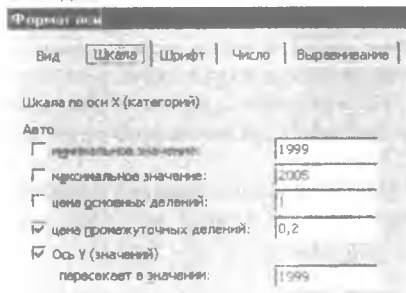 Формат оси
Вид Шкала Шрифт Число Выравнивание
Шкала по оси X (категорий)
Авто
минимальное значение: 1999
максимальное значение: 2005
цена основных делений: 1
цена промежуточных делений: 0,2
Ось Y (значений)
пересекает в значении: 1999